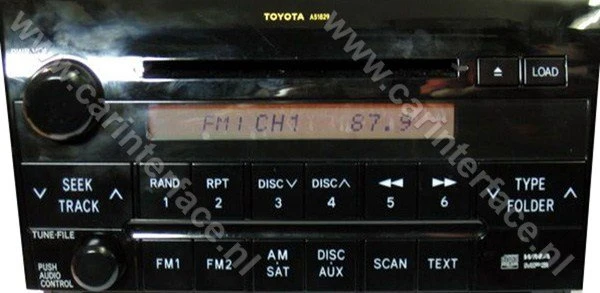 TOYOTA A51829
PWR·VOL
LOAD
FM1 CH1 87.9
SEEK TRACK
RAND 1
RPT 2
DISC 3
DISC 4
5
6
TYPE FOLDER
TUNE·FILE
PUSH AUDIO CONTROL
FM1
FM2
AM ·SAT
DISC ·AUX
SCAN
TEXT
WMA
MP3
www.carinterface.nl
www.carinterface.nl